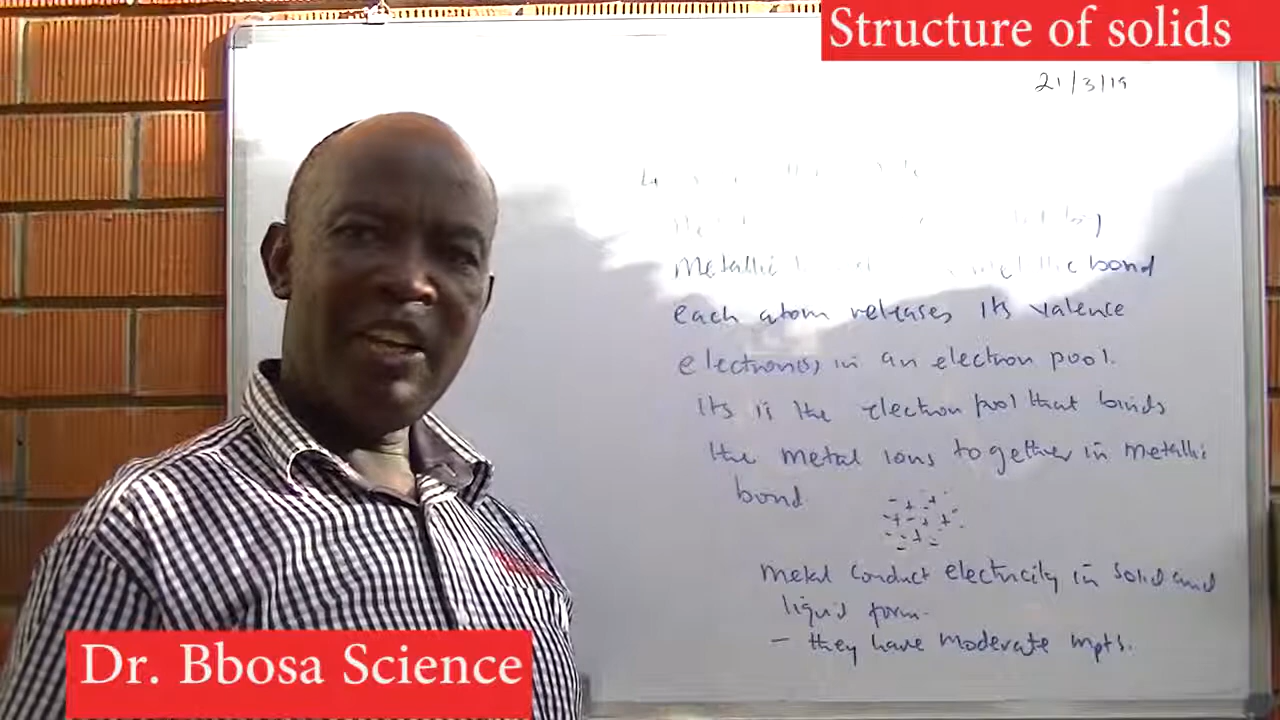 Structure of solids
21/3/19
by
Metallic bond
each atom releases its valence
electron(s) in an electron pool.
Its is the electron pool that binds
the metal ions together in metallic
bond
Metal conduct electricity in solid and
liquid form.
- they have moderate mpts.
Dr. Bbosa Science